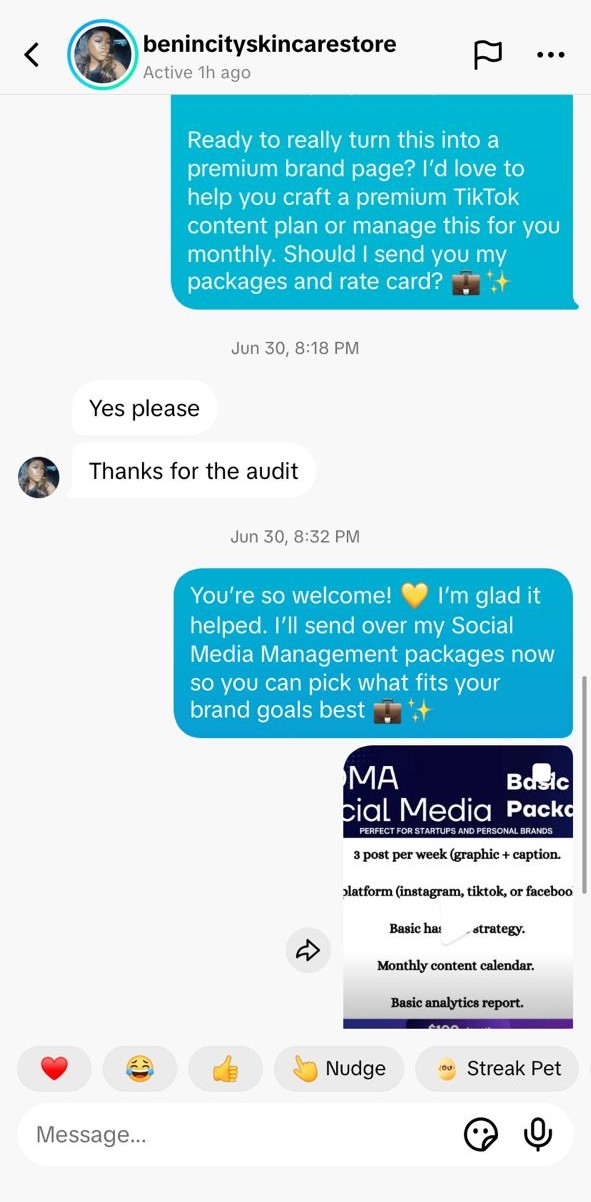 benincityskincarestore
Active 1h ago
Ready to really turn this into a
premium brand page? I’d love to
help you craft a premium TikTok
content plan or manage this for you
monthly. Should I send you my
packages and rate card? 💼✨
Jun 30, 8:18 PM
Yes please
Thanks for the audit
Jun 30, 8:32 PM
You’re so welcome! 💛 I’m glad it
helped. I’ll send over my Social
Media Management packages now
so you can pick what fits your
brand goals best 💼✨
OMA
cial Media
Basic
Packa
PERFECT FOR STARTUPS AND PERSONAL BRANDS
3 post per week (graphic + caption.
platform (instagram, tiktok, or faceboo
Basic has strategy.
Monthly content calendar.
Basic analytics report.
Nudge
Streak Pet
Message...